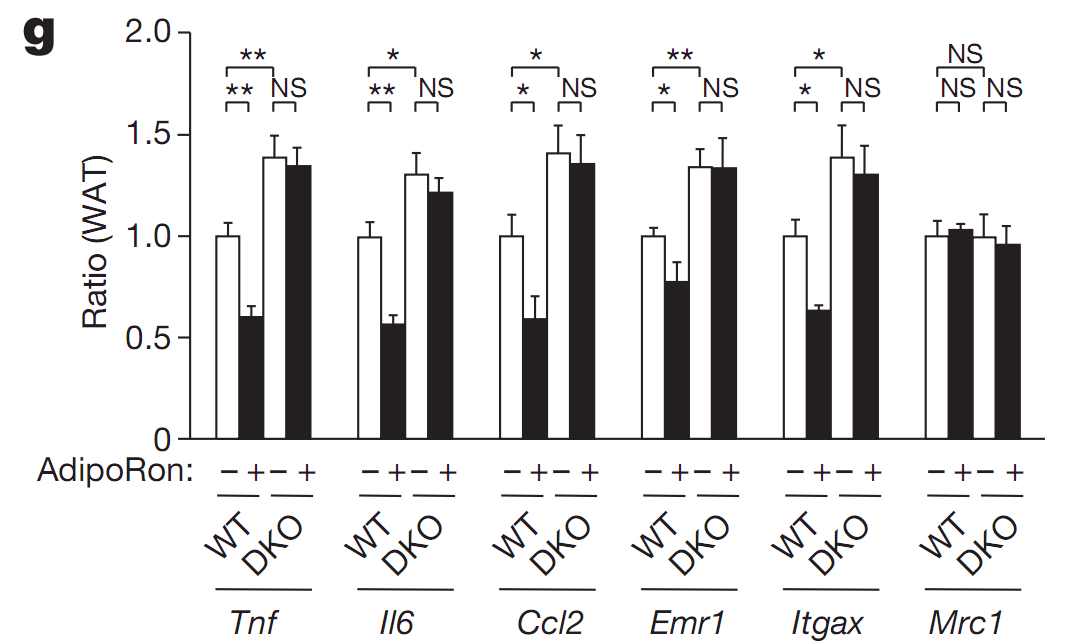 g
2.0
** * * ** * NS
** NS ** NS * NS * NS * NS NS NS
1.5
Ratio (WAT)
1.0
0.5
0
AdipoRon: − + − + − + − + − + − + − + − + − + − + − + − +
WT DKO WT DKO WT DKO WT DKO WT DKO WT DKO
Tnf Il6 Ccl2 Emr1 Itgax Mrc1